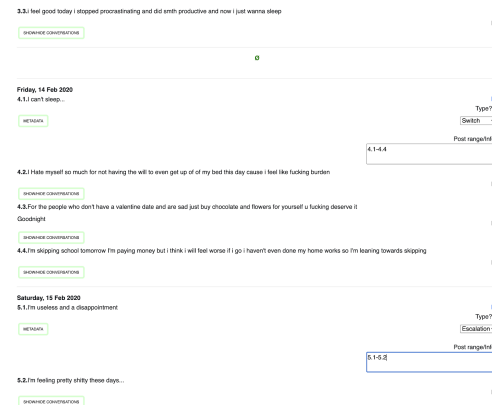 3.3.i feel good today i stopped procrastinating and did smth productive and now i just wanna sleep
SHOW/HIDE CONVERSATIONS
Friday, 14 Feb 2020
4.1.I can't sleep...
Type?
METADATA
Switch
Post range/Inf
4.1-4.4
4.2.I Hate myself so much for not having the will to even get up of of my bed this day cause i feel like fucking burden
SHOW/HIDE CONVERSATIONS
4.3.For the people who don't have a valentine date and are sad just buy chocolate and flowers for yourself u fucking deserve it
Goodnight
SHOW/HIDE CONVERSATIONS
4.4.I'm skipping school tomorrow I'm paying money but i think i will feel worse if i go i haven't even done my home works so I'm leaning towards skipping
SHOW/HIDE CONVERSATIONS
Saturday, 15 Feb 2020
5.1.I'm useless and a disappointment
Type?
METADATA
Escalation
Post range/Inf
5.1-5.2
5.2.I'm feeling pretty shitty these days...
SHOW/HIDE CONVERSATIONS